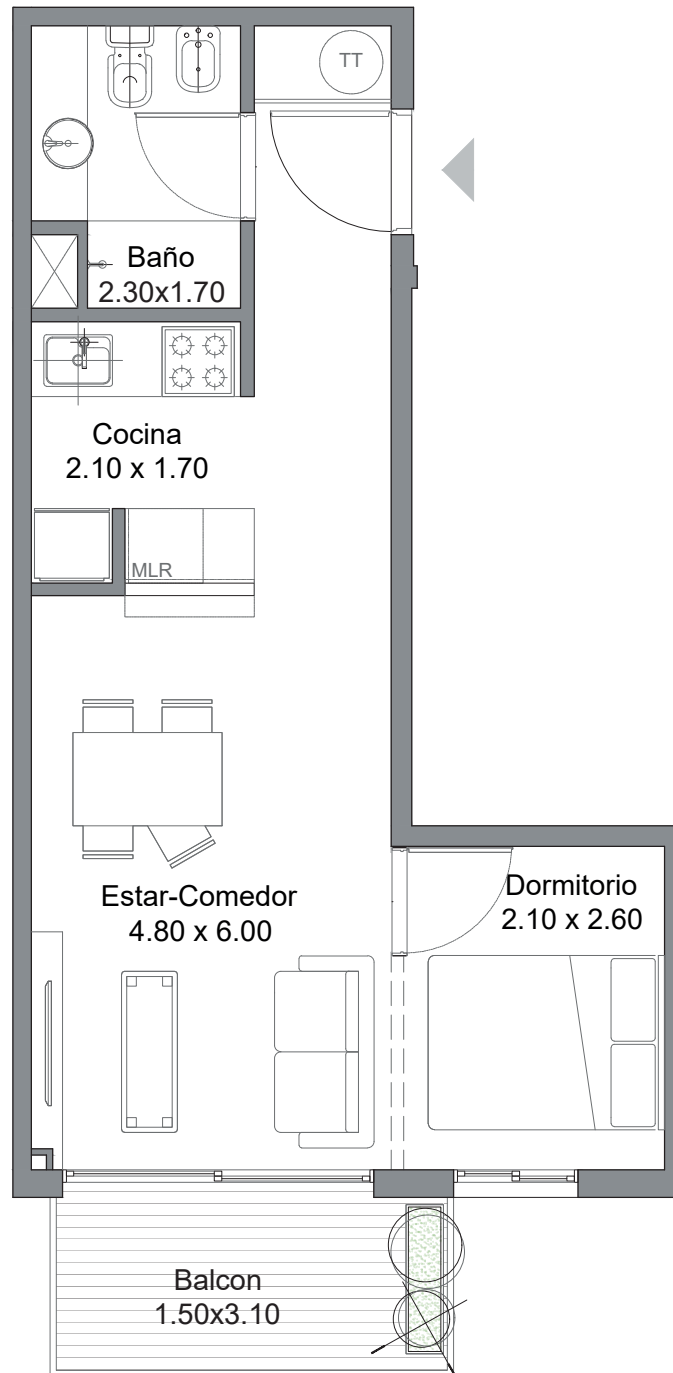 TT
Baño
2.30x1.70
Cocina
2.10 x 1.70
MLR
Estar-Comedor
4.80 x 6.00
Dormitorio
2.10 x 2.60
Balcon
1.50x3.10